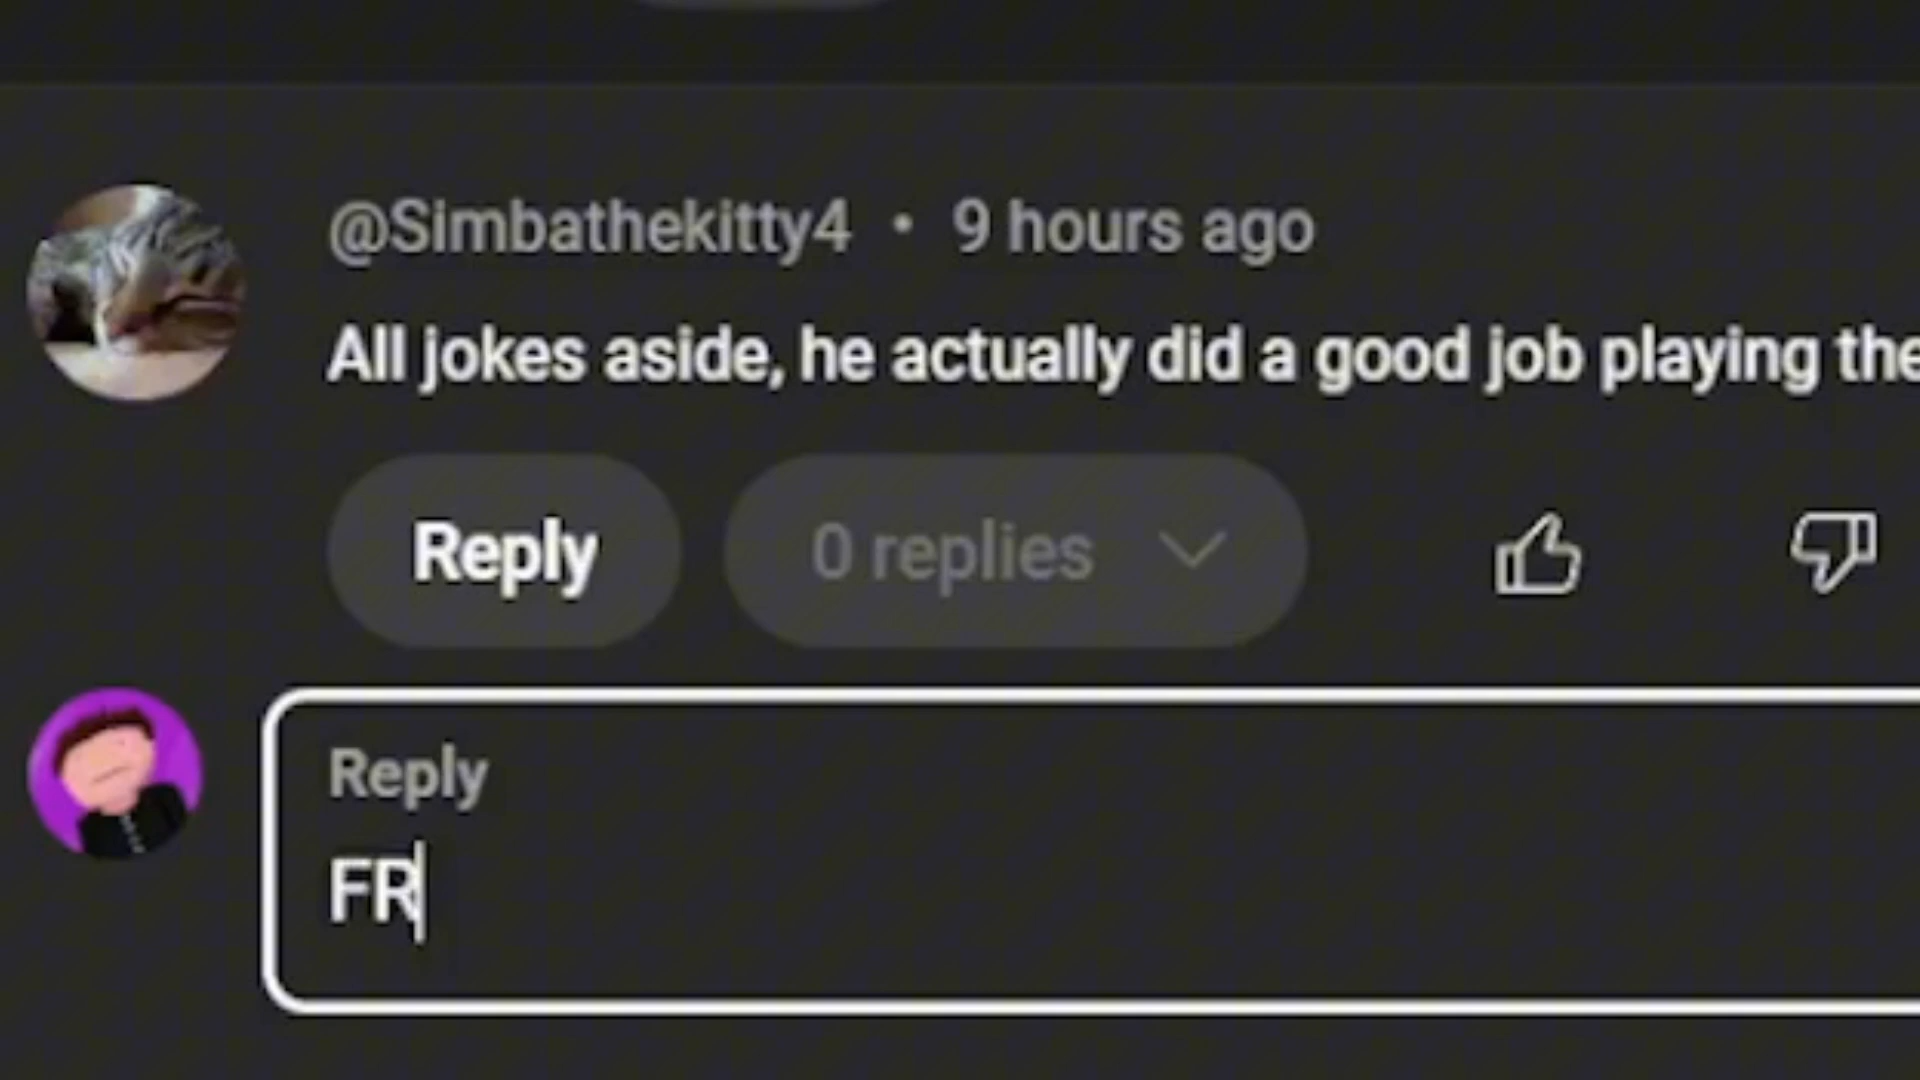 @Simbathekitty4 • 9 hours ago
All jokes aside, he actually did a good job playing the
Reply
0 replies
Reply
FR